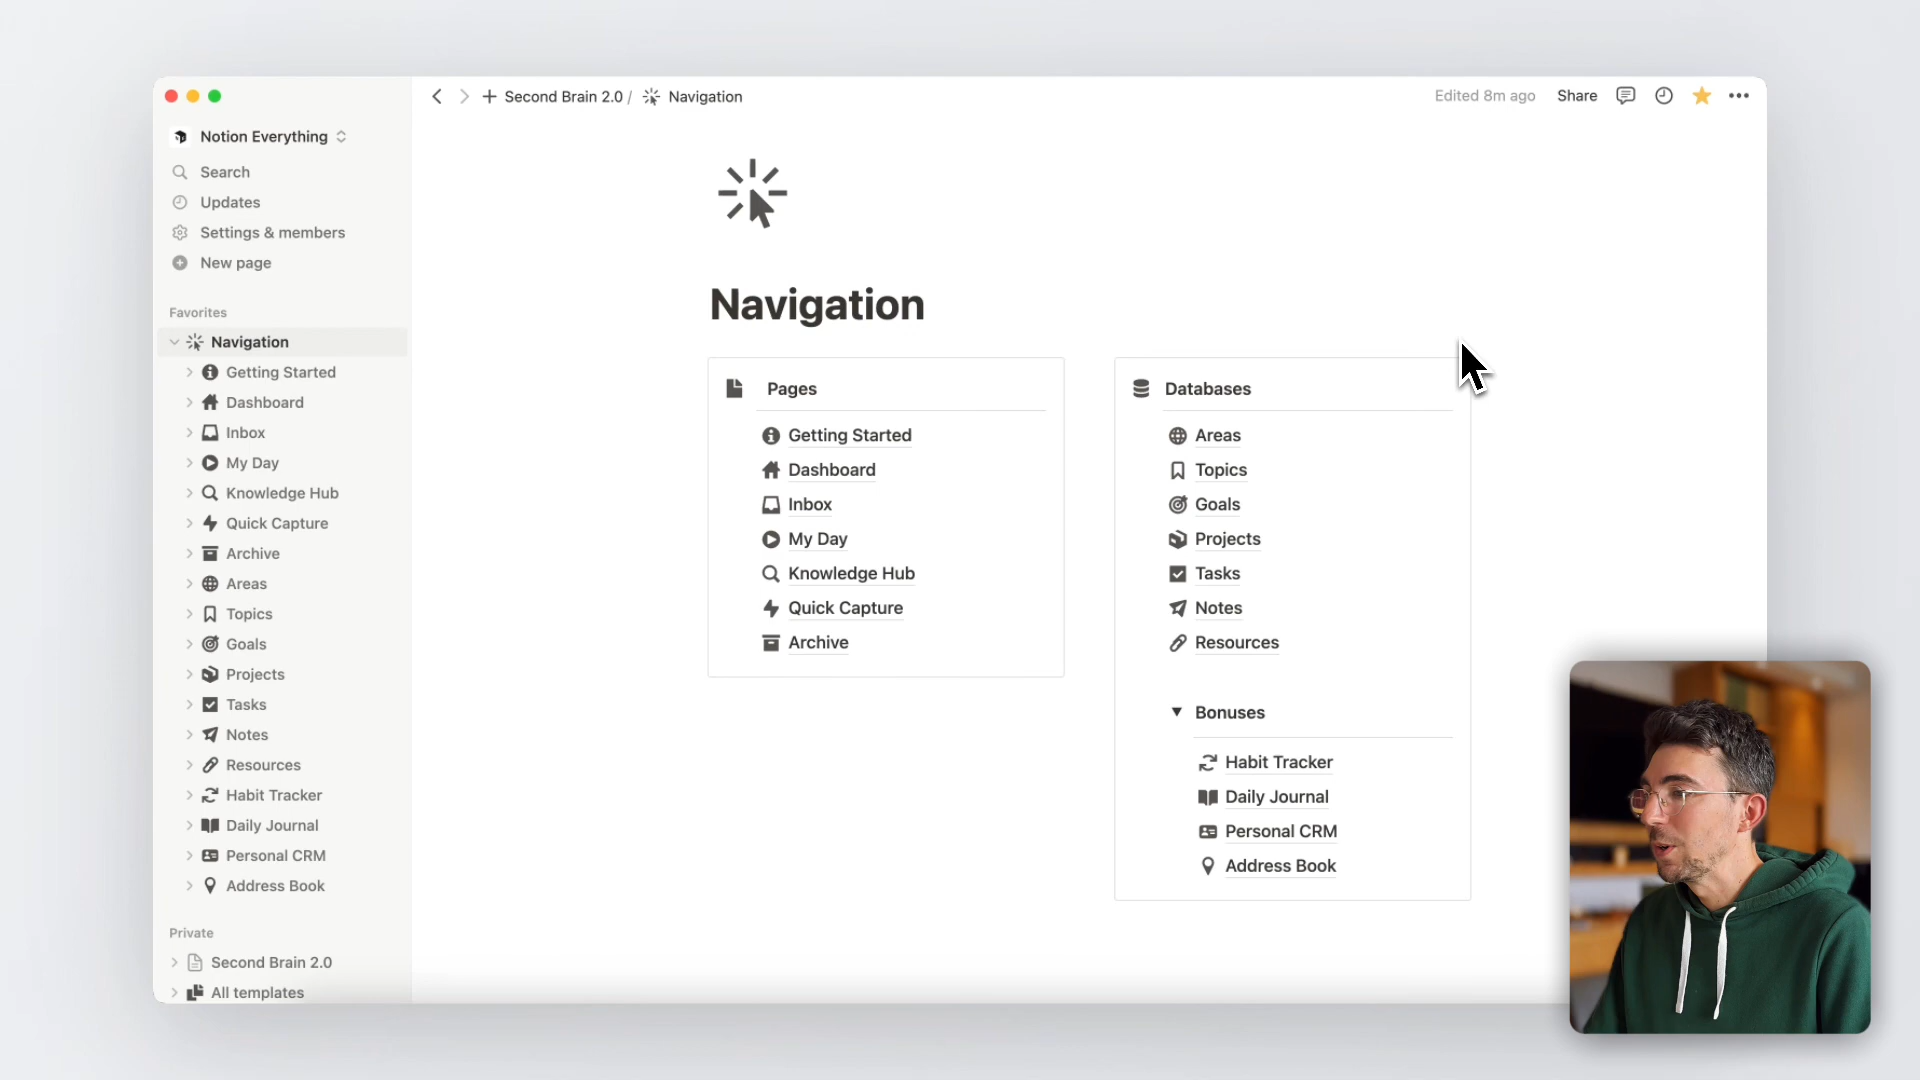 Second Brain 2.0 / Navigation
Edited 8m ago Share
Notion Everything
Search
Updates
Settings & members
New page
Favorites
Navigation
Getting Started
Dashboard
Inbox
My Day
Knowledge Hub
Quick Capture
Archive
Areas
Topics
Goals
Projects
Tasks
Notes
Resources
Habit Tracker
Daily Journal
Personal CRM
Address Book
Private
Second Brain 2.0
All templates
Navigation
Pages
Getting Started
Dashboard
Inbox
My Day
Knowledge Hub
Quick Capture
Archive
Databases
Areas
Topics
Goals
Projects
Tasks
Notes
Resources
Bonuses
Habit Tracker
Daily Journal
Personal CRM
Address Book